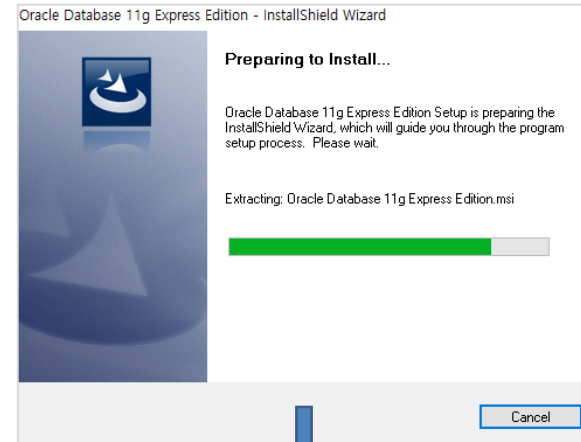 Oracle Database 11g Express Edition - InstallShield Wizard
Preparing to Install...
Oracle Database 11g Express Edition Setup is preparing the
InstallShield Wizard, which will guide you through the program
setup process. Please wait.
Extracting: Oracle Database 11g Express Edition.msi
Cancel